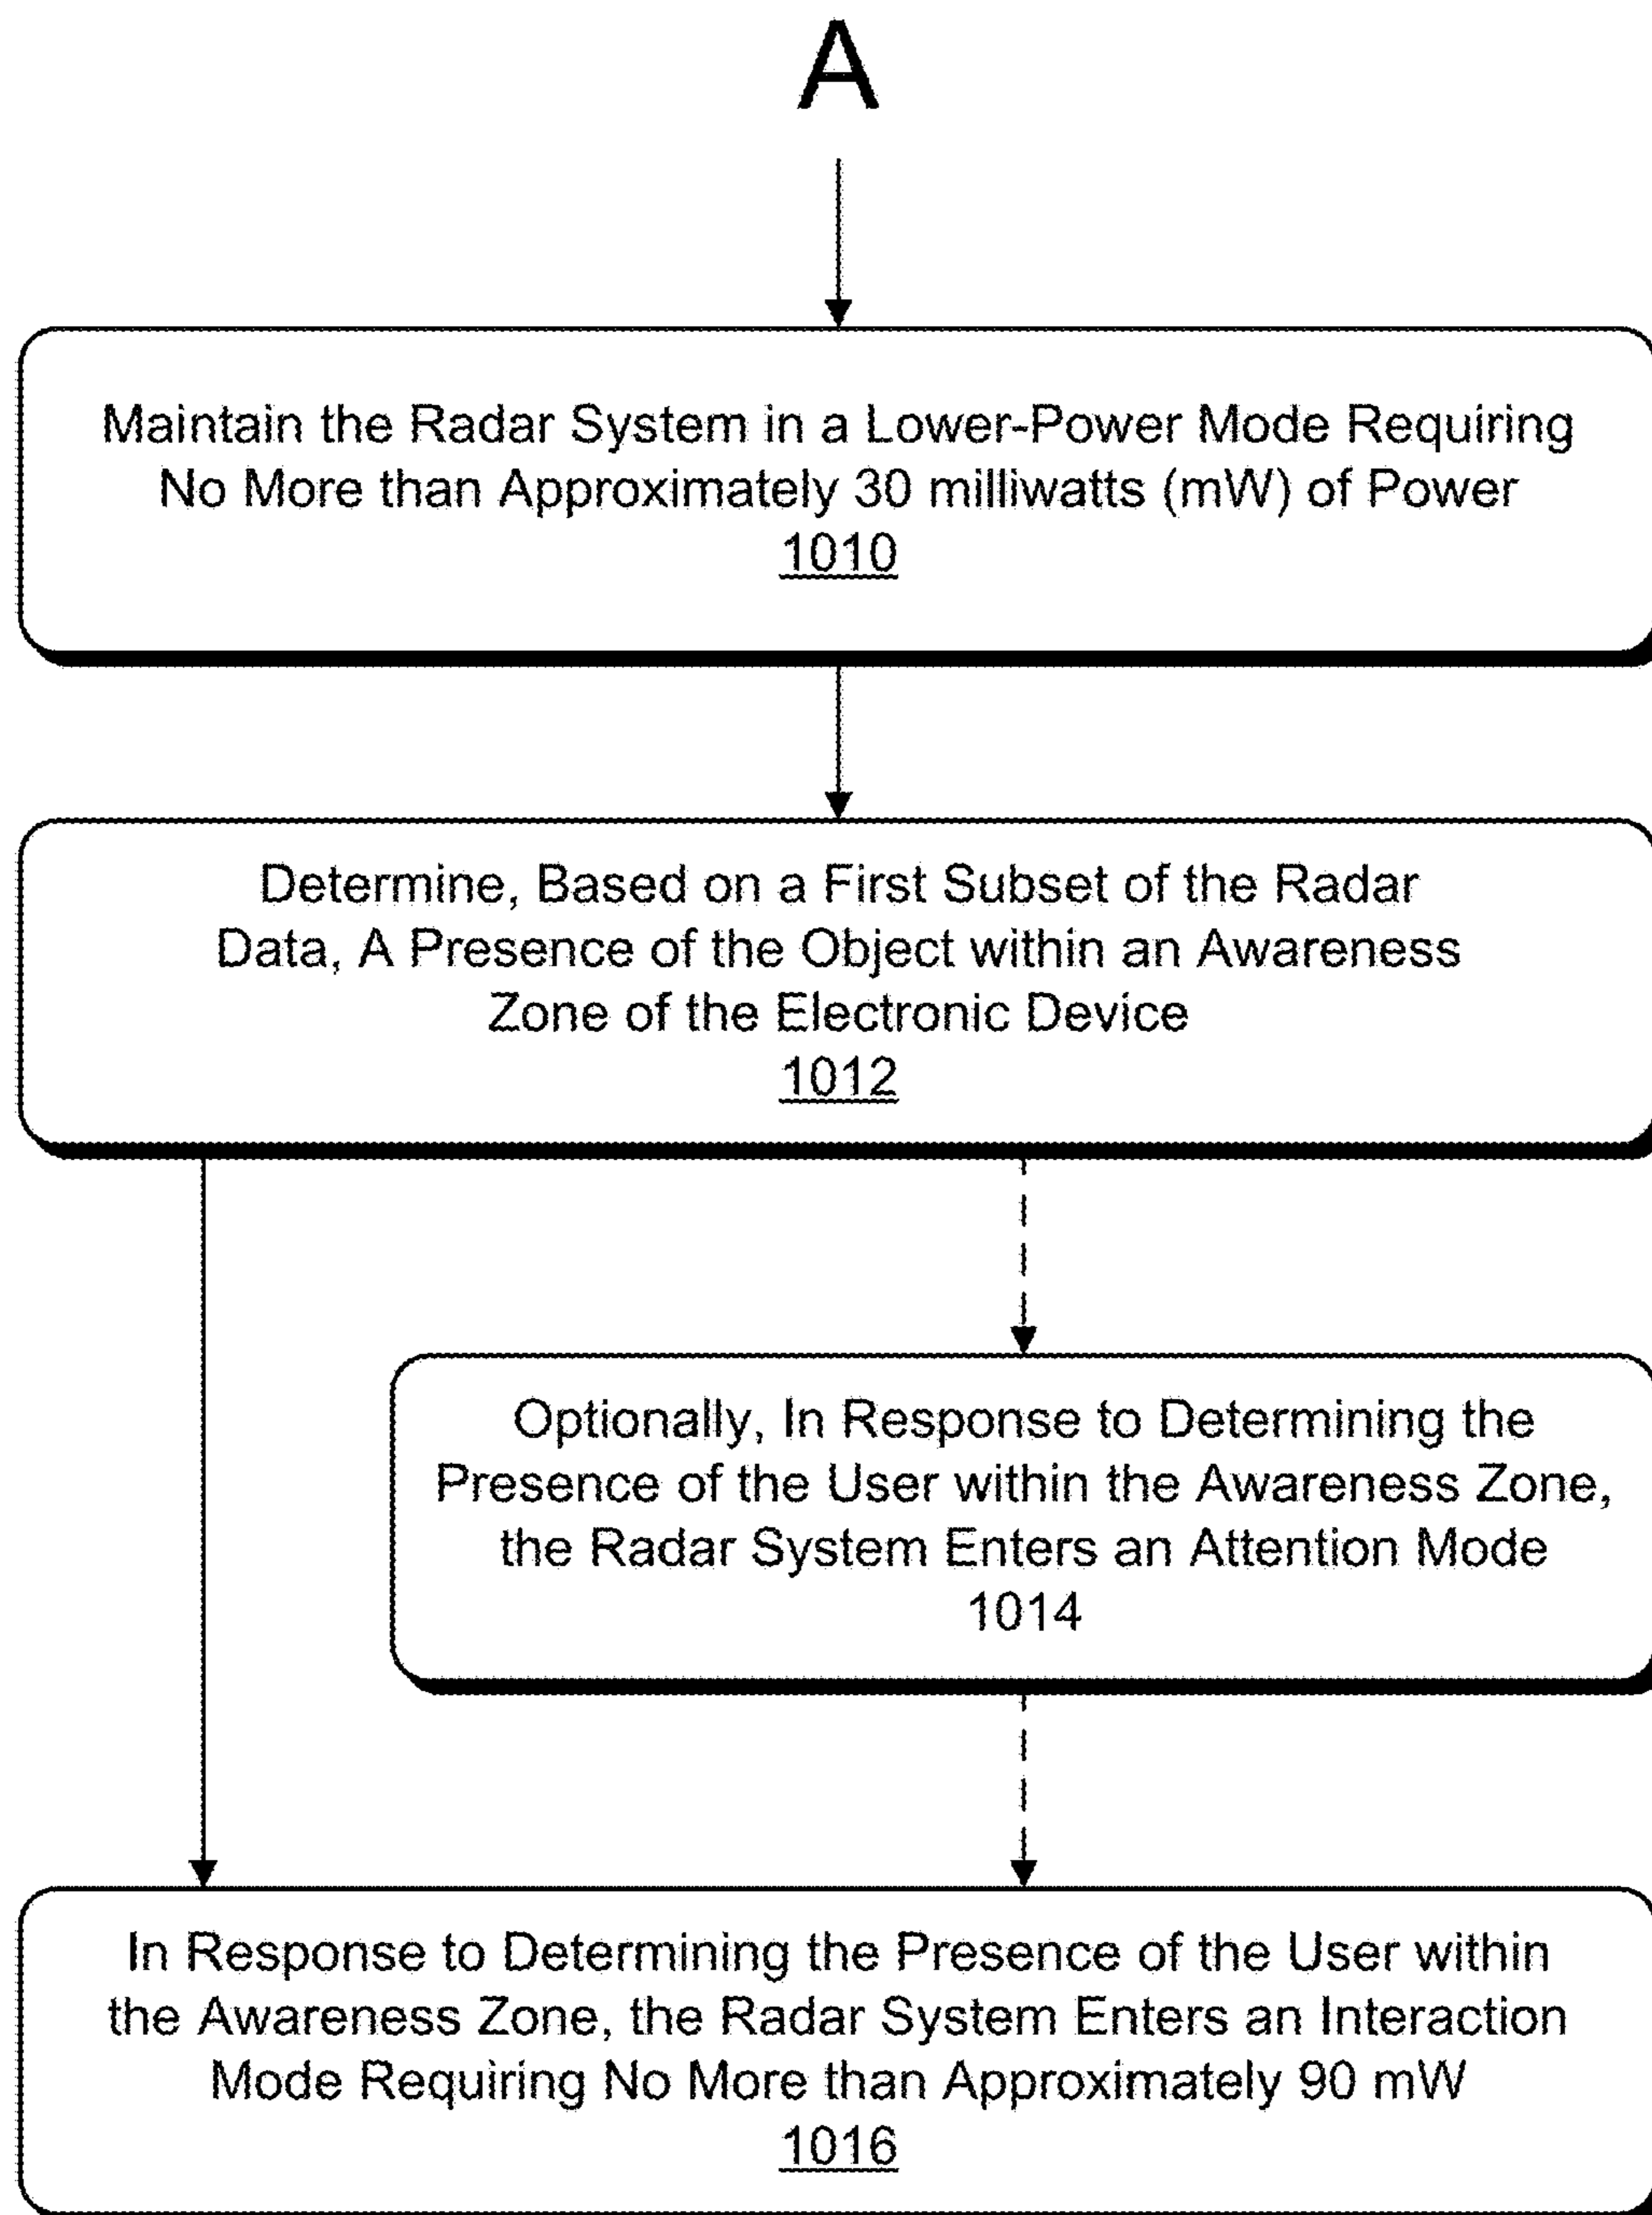 A
Maintain the Radar System in a Lower-Power Mode Requiring
No More than Approximately 30 milliwatts (mW) of Power
1010
Determine, Based on a First Subset of the Radar
Data, A Presence of the Object within an Awareness
Zone of the Electronic Device
1012
Optionally, In Response to Determining the
Presence of the User within the Awareness Zone,
the Radar System Enters an Attention Mode
1014
In Response to Determining the Presence of the User within
the Awareness Zone, the Radar System Enters an Interaction
Mode Requiring No More than Approximately 90 mW
1016